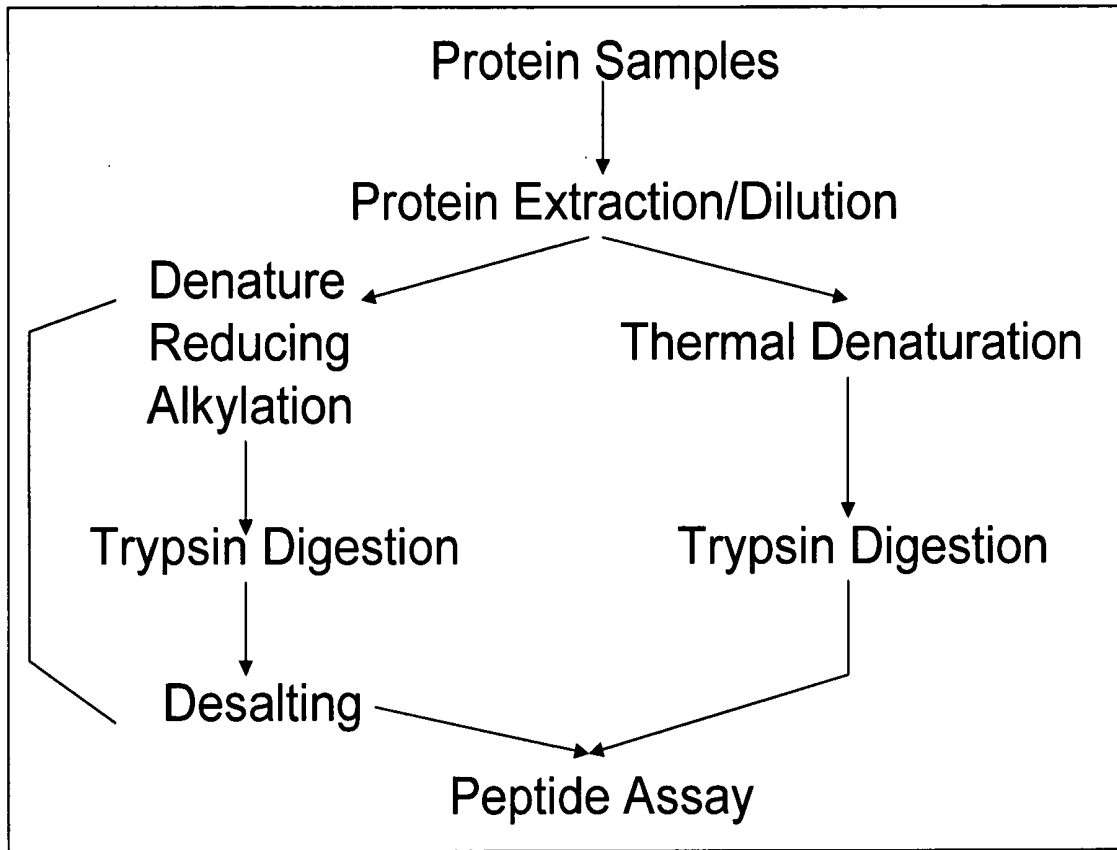 Protein Samples
Protein Extraction/Dilution
Denature
Reducing
Alkylation
Thermal Denaturation
Trypsin Digestion
Trypsin Digestion
Desalting
Peptide Assay